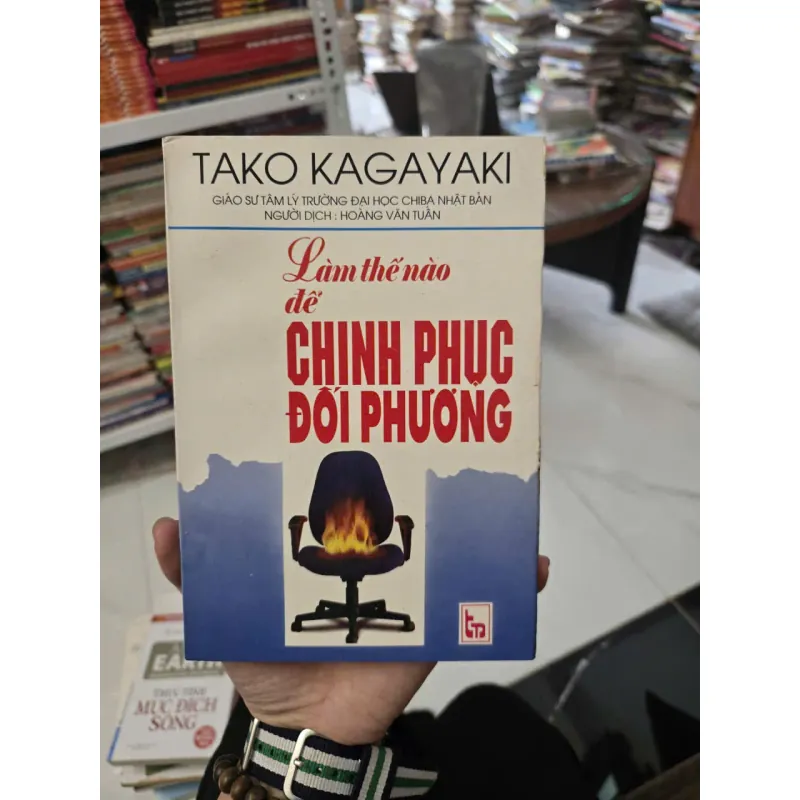 TAKO KAGAYAKI
GIÁO SƯ TÂM LÝ TRƯỜNG ĐẠI HỌC CHIBA NHẬT BẢN
NGƯỜI DỊCH : HOÀNG VĂN TUẤN
Làm thế nào
để
CHINH PHỤC
ĐỐI PHƯƠNG
EARTH
THỨC TỈNH
MỤC ĐÍCH
SỐNG